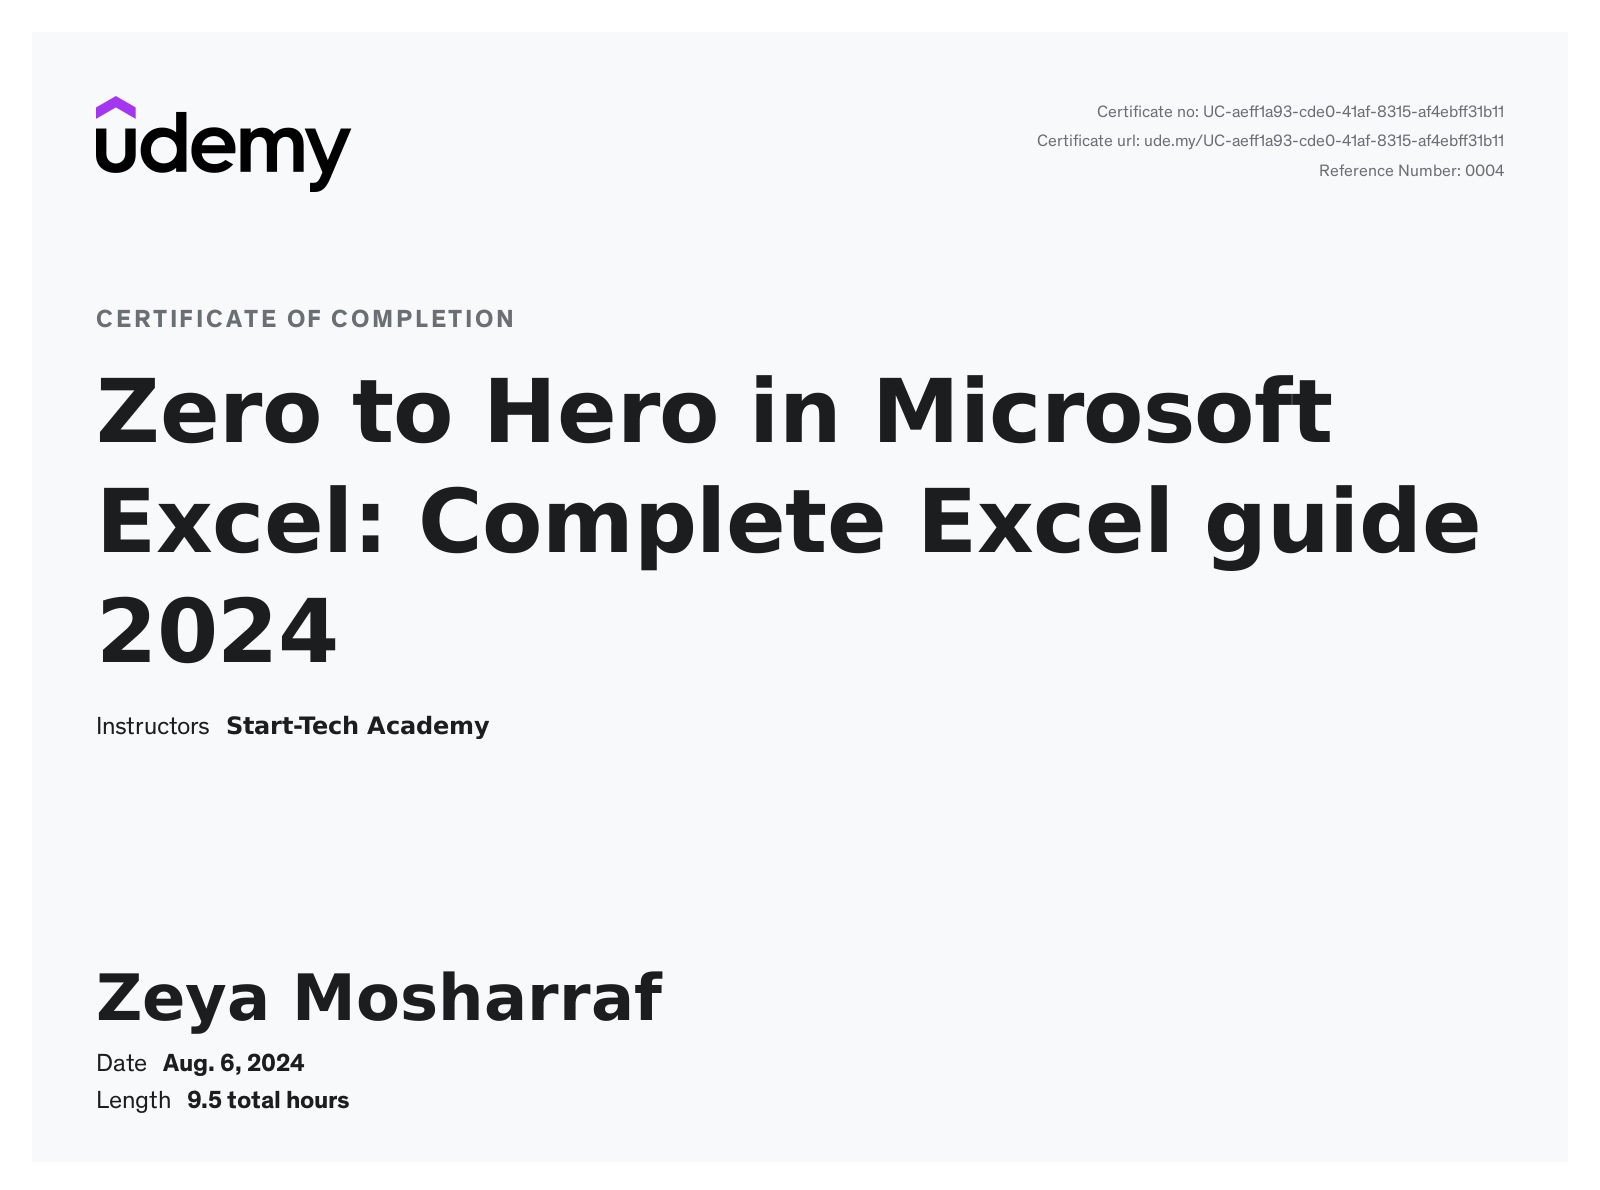 udemy
Certificate no: UC-aeff1a93-cde0-41af-8315-af4ebff31b11
Certificate url: ude.my/UC-aeff1a93-cde0-41af-8315-af4ebff31b11
Reference Number: 0004
CERTIFICATE OF COMPLETION
Zero to Hero in Microsoft
Excel: Complete Excel guide
2024
Instructors Start-Tech Academy
Zeya Mosharraf
Date Aug. 6, 2024
Length 9.5 total hours